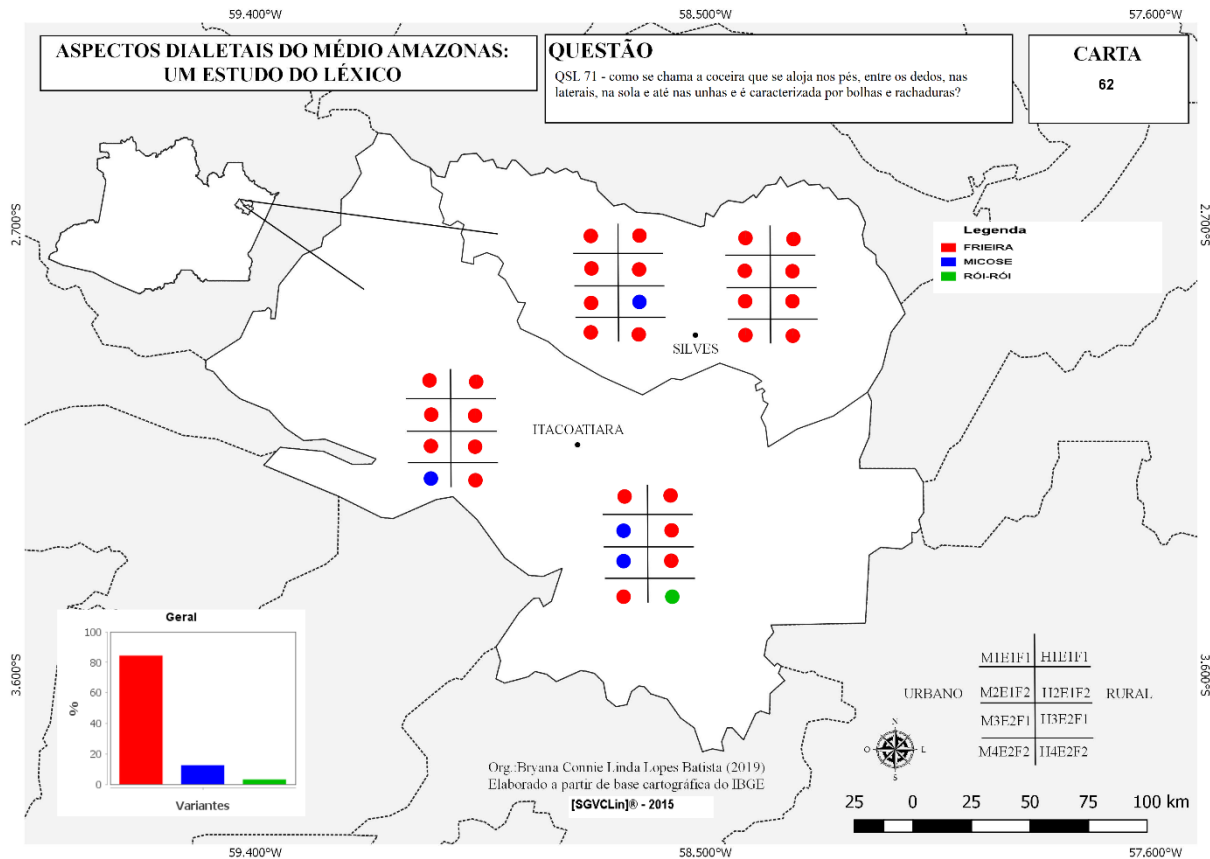 59.400°W 58.500°W 57.600°W
ASPECTOS DIALETAIS DO MÉDIO AMAZONAS:
UM ESTUDO DO LÉXICO
QUESTÃO
QSL 71 - como se chama a coceira que se aloja nos pés, entre os dedos, nas
laterais, na sola e até nas unhas e é caracterizada por bolhas e rachaduras?
CARTA
62
2.700°S 2.700°S
Legenda
FRIEIRA
MICOSE
RÓI-RÓI
SILVES
ITACOATIARA
3.600°S 3.600°S
Geral
100
80
60
40
20
0
%
Variantes
URBANO RURAL
M1E1F1 H1E1F1
M2E1F2 H2E1F2
M3E2F1 H3E2F1
M4E2F2 H4E2F2
N
O L
S
Org.:Bryana Connie Linda Lopes Batista (2019)
Elaborado a partir de base cartográfica do IBGE
[SGVCLin]® - 2015
25 0 25 50 75 100 km
59.400°W 58.500°W 57.600°W